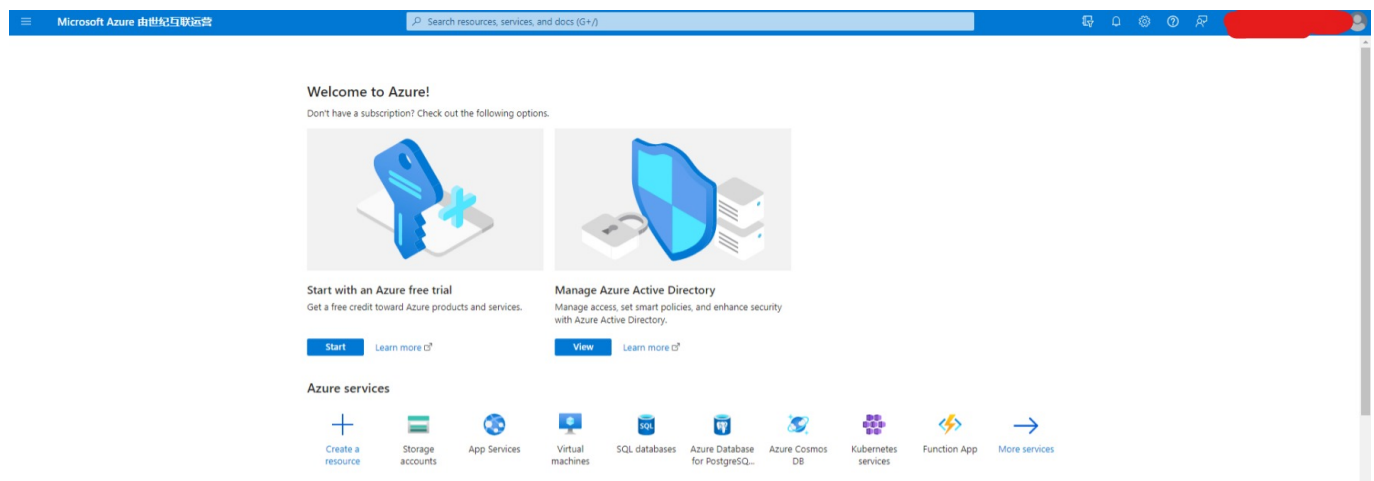 Microsoft Azure 由世纪互联运营
Search resources, services, and docs (G+/)
Welcome to Azure!
Don't have a subscription? Check out the following options.
Start with an Azure free trial
Get a free credit toward Azure products and services.
Start
Learn more
Manage Azure Active Directory
Manage access, set smart policies, and enhance security
with Azure Active Directory.
View
Learn more
Azure services
Create a
resource
Storage
accounts
App Services
Virtual
machines
SQL databases
Azure Database
for PostgreSQ...
Azure Cosmos
DB
Kubernetes
services
Function App
More services